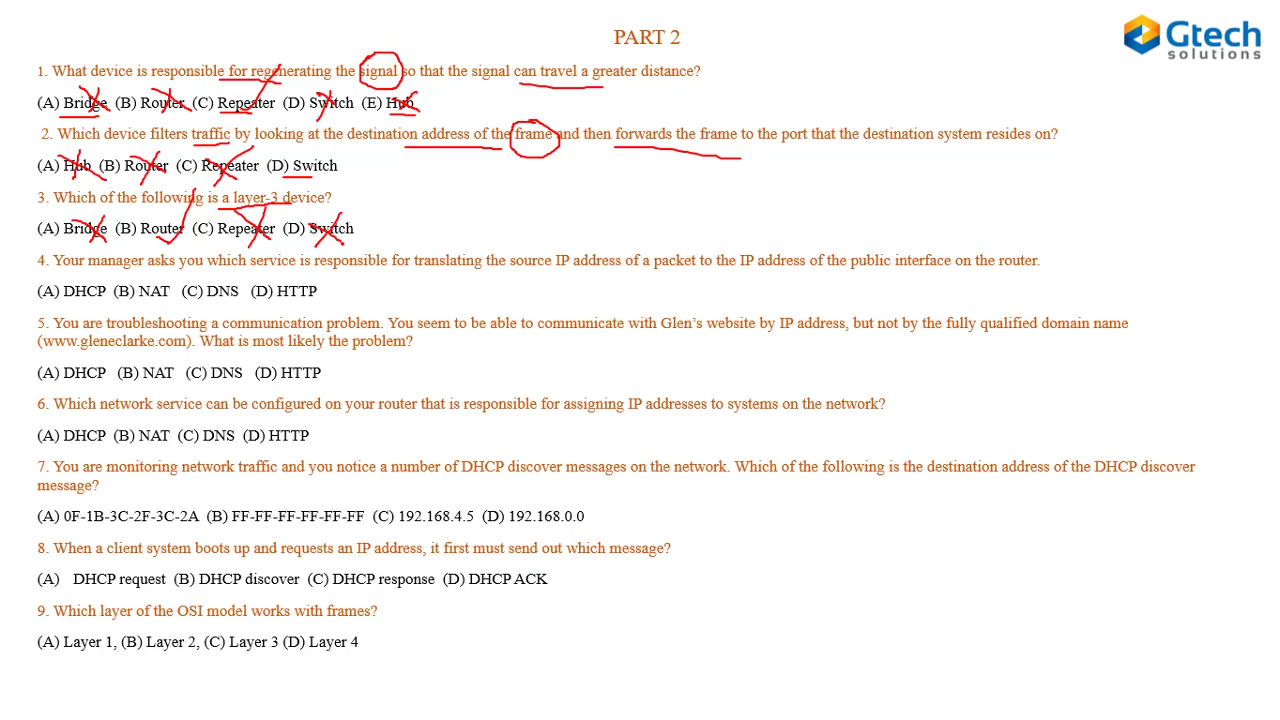 PART 2
Gtech
solutions
1. What device is responsible for regenerating the signal so that the signal can travel a greater distance?
(A) Bridge (B) Router (C) Repeater (D) Switch (E) Hub
2. Which device filters traffic by looking at the destination address of the frame and then forwards the frame to the port that the destination system resides on?
(A) Hub (B) Router (C) Repeater (D) Switch
3. Which of the following is a layer-3 device?
(A) Bridge (B) Router (C) Repeater (D) Switch
4. Your manager asks you which service is responsible for translating the source IP address of a packet to the IP address of the public interface on the router.
(A) DHCP (B) NAT (C) DNS (D) HTTP
5. You are troubleshooting a communication problem. You seem to be able to communicate with Glen’s website by IP address, but not by the fully qualified domain name
(www.gleneclarke.com). What is most likely the problem?
(A) DHCP (B) NAT (C) DNS (D) HTTP
6. Which network service can be configured on your router that is responsible for assigning IP addresses to systems on the network?
(A) DHCP (B) NAT (C) DNS (D) HTTP
7. You are monitoring network traffic and you notice a number of DHCP discover messages on the network. Which of the following is the destination address of the DHCP discover
message?
(A) 0F-1B-3C-2F-3C-2A (B) FF-FF-FF-FF-FF-FF (C) 192.168.4.5 (D) 192.168.0.0
8. When a client system boots up and requests an IP address, it first must send out which message?
(A) DHCP request (B) DHCP discover (C) DHCP response (D) DHCP ACK
9. Which layer of the OSI model works with frames?
(A) Layer 1, (B) Layer 2, (C) Layer 3 (D) Layer 4